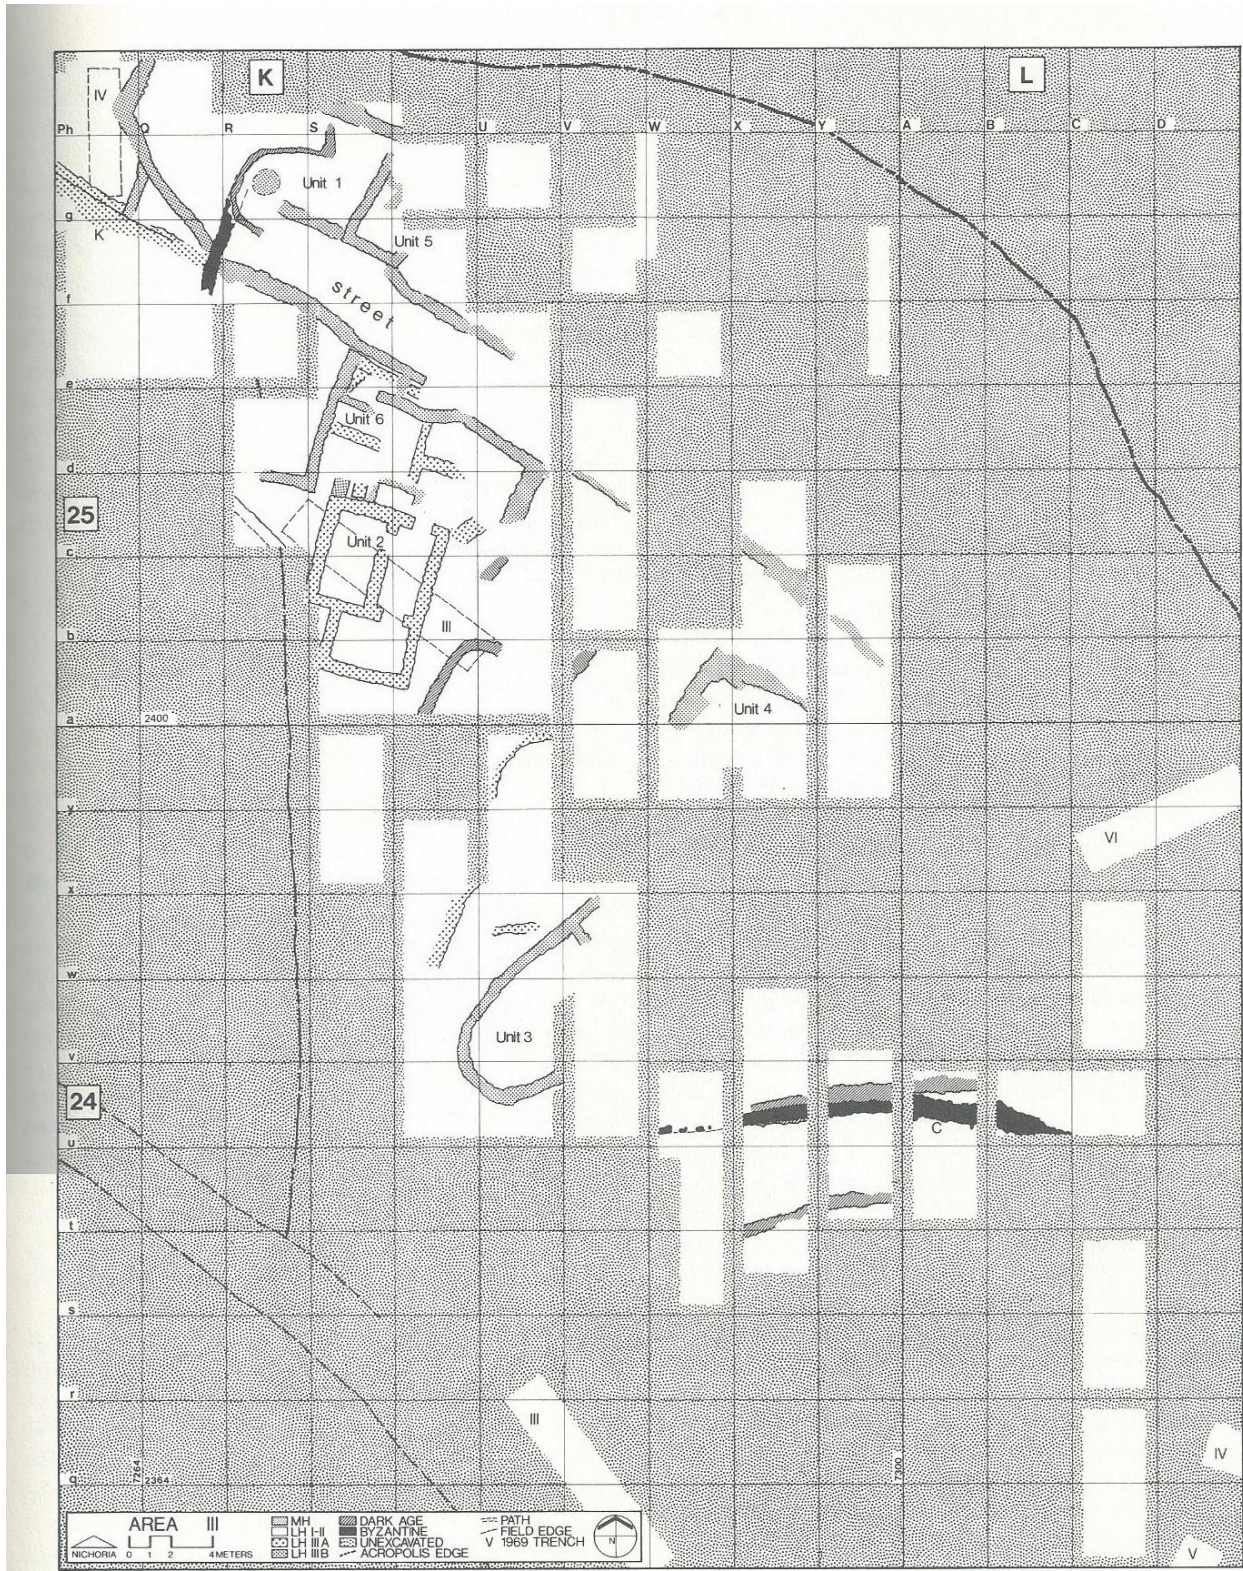 K
L
IV
Ph
Q
R
S
U
V
W
X
Y
A
B
C
D
Unit 1
g
K
Unit 5
street
f
e
Unit 6
d
25
Unit 2
c
III
b
Unit 4
2400
a
y
VI
x
w
Unit 3
v
24
C
u
t
s
r
III
IV
7264
2364
7300
q
V
AREA III
NICHORIA
0 1 2 4 METERS
MH
LH I-II
LH III A
LH III B
DARK AGE
BYZANTINE
UNEXCAVATED
ACROPOLIS EDGE
PATH
FIELD EDGE
V 1969 TRENCH
N